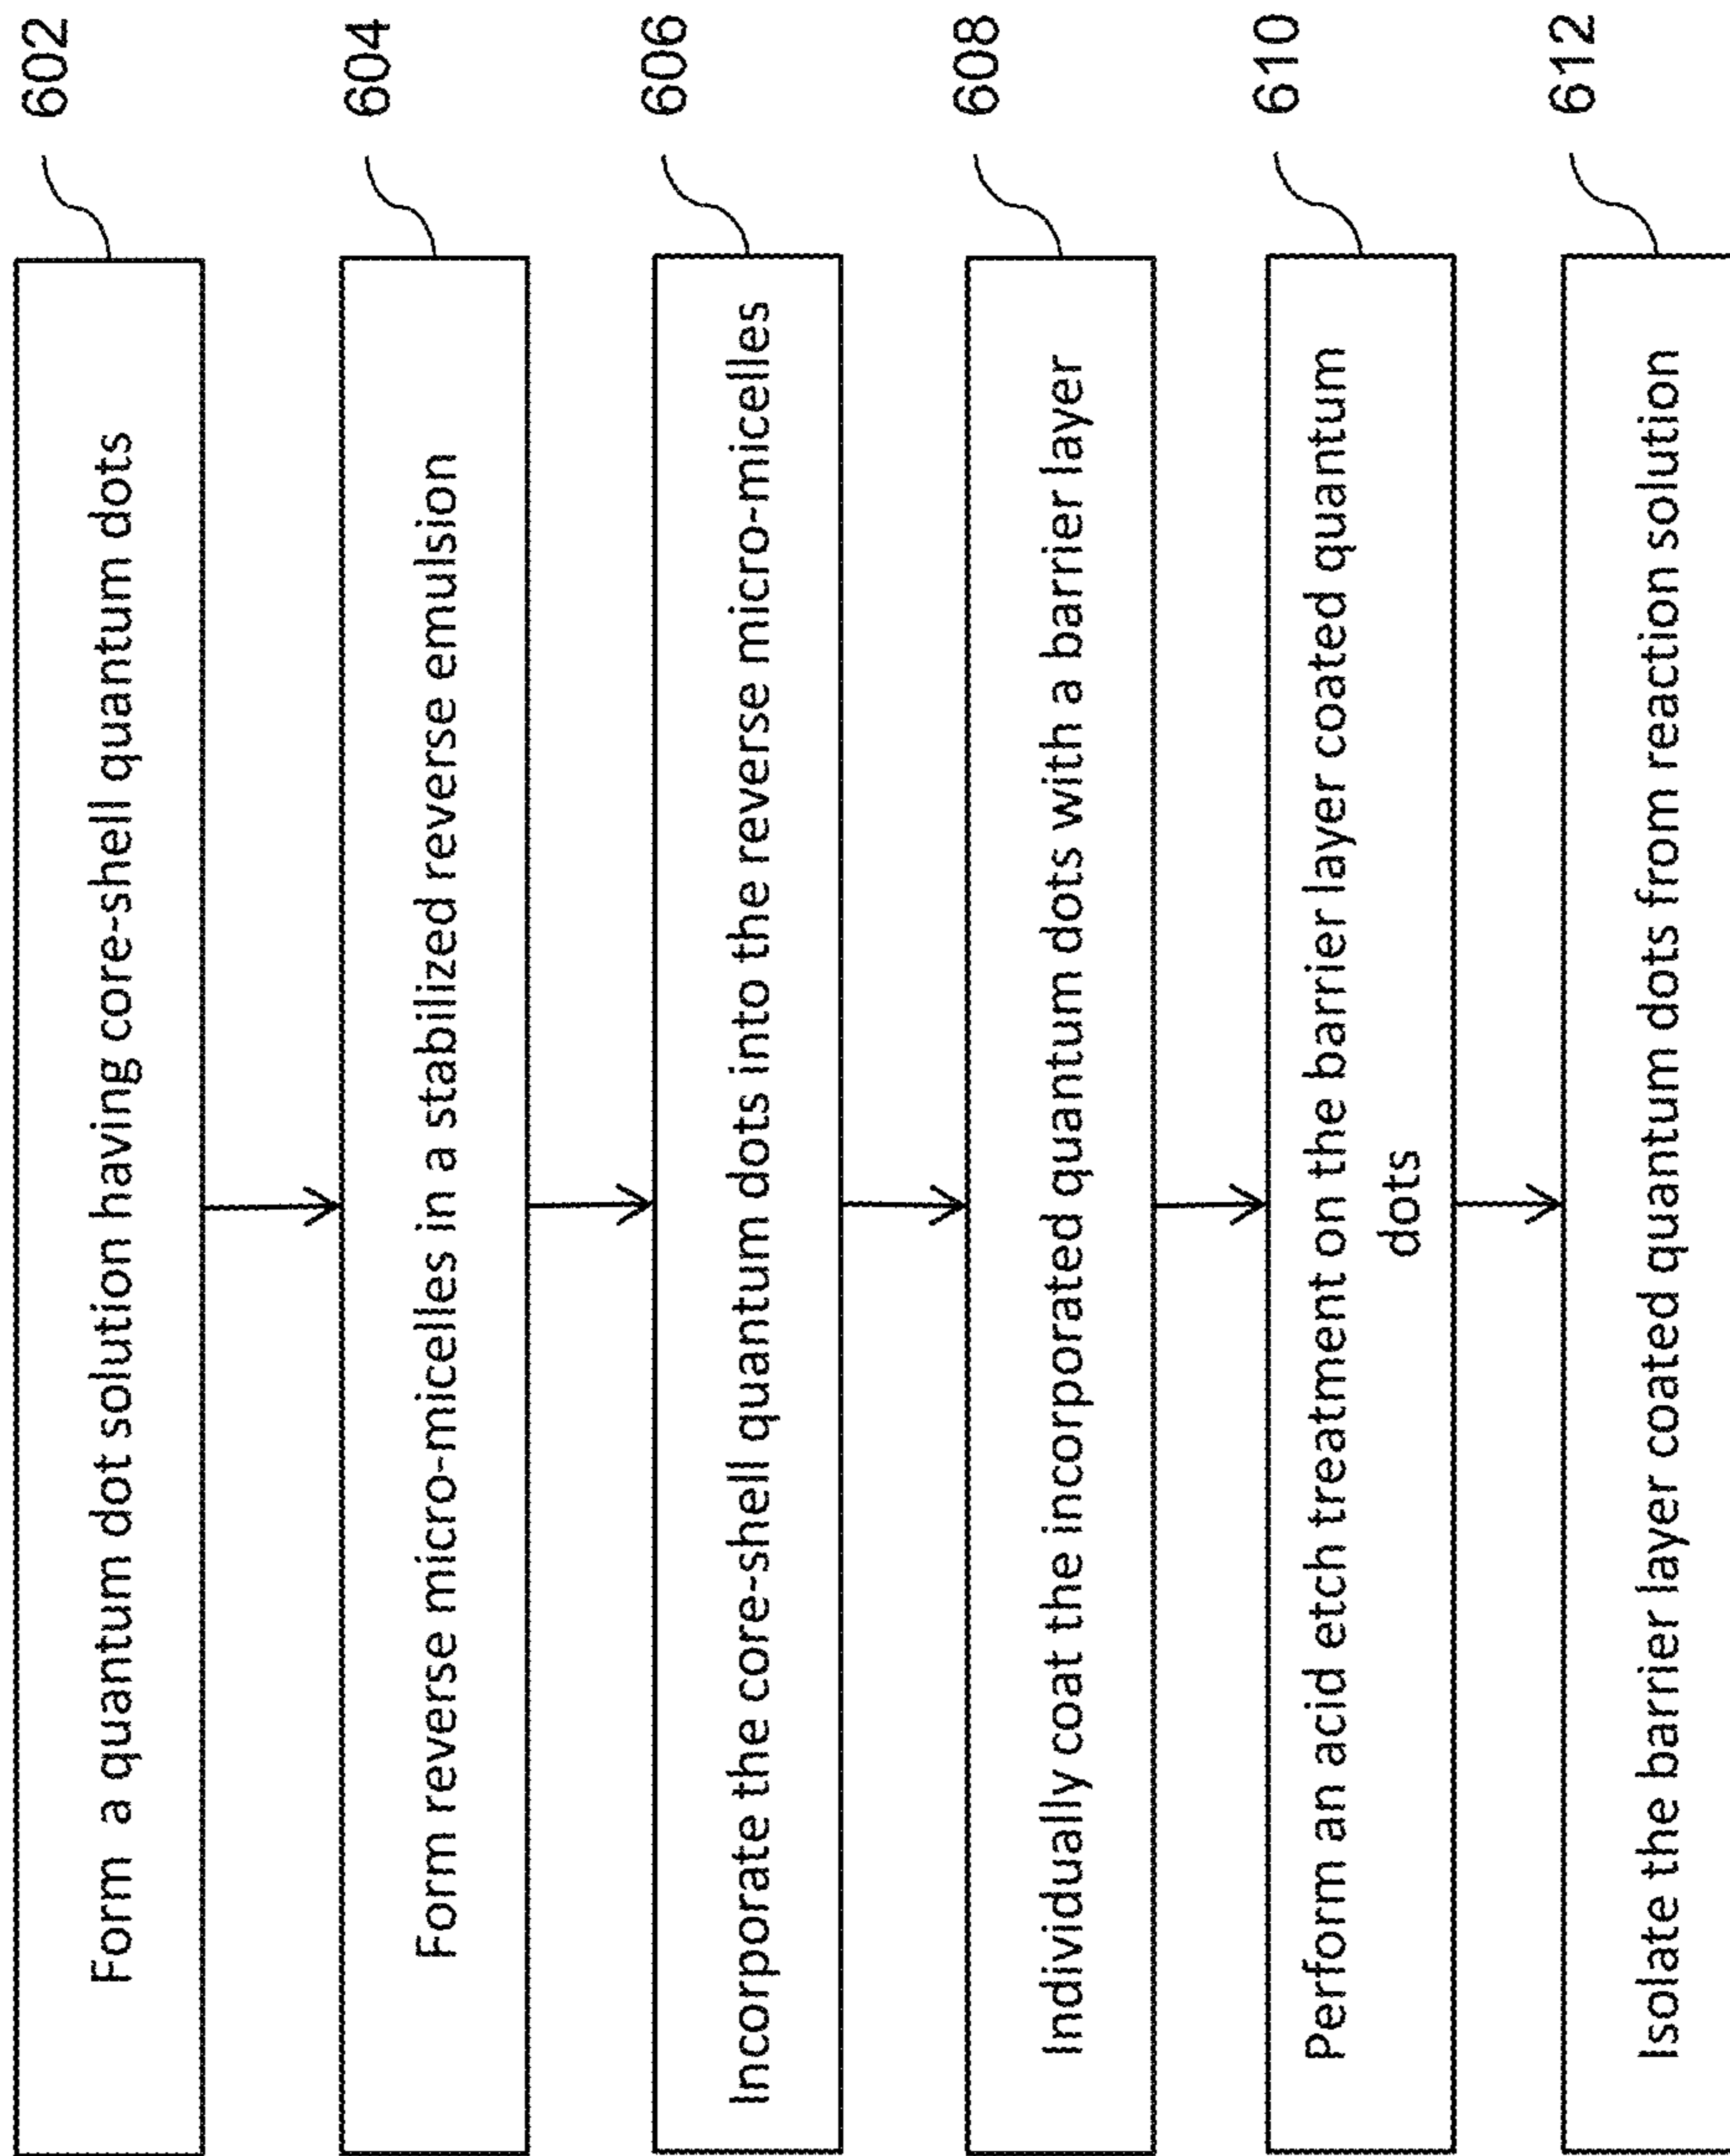 Form a quantum dot solution having core-shell quantum dots
602
Form reverse micro-micelles in a stabilized reverse emulsion
604
Incorporate the core-shell quantum dots into the reverse micro-micelles
606
Individually coat the incorporated quantum dots with a barrier layer
608
Perform an acid etch treatment on the barrier layer coated quantum
dots
610
Isolate the barrier layer coated quantum dots from reaction solution
612